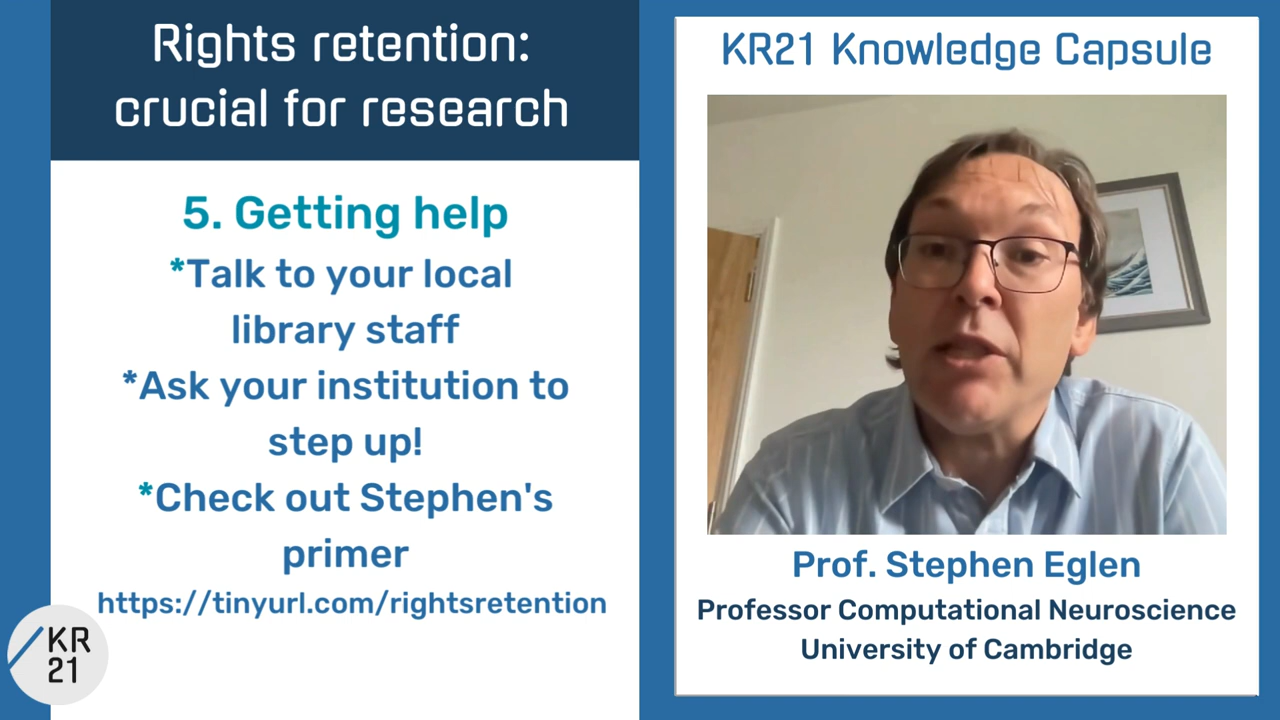 Rights retention:
crucial for research
5. Getting help
*Talk to your local
library staff
*Ask your institution to
step up!
*Check out Stephen's
primer
https://tinyurl.com/rightsretention
KR
21
KR21 Knowledge Capsule
Prof. Stephen Eglen
Professor Computational Neuroscience
University of Cambridge